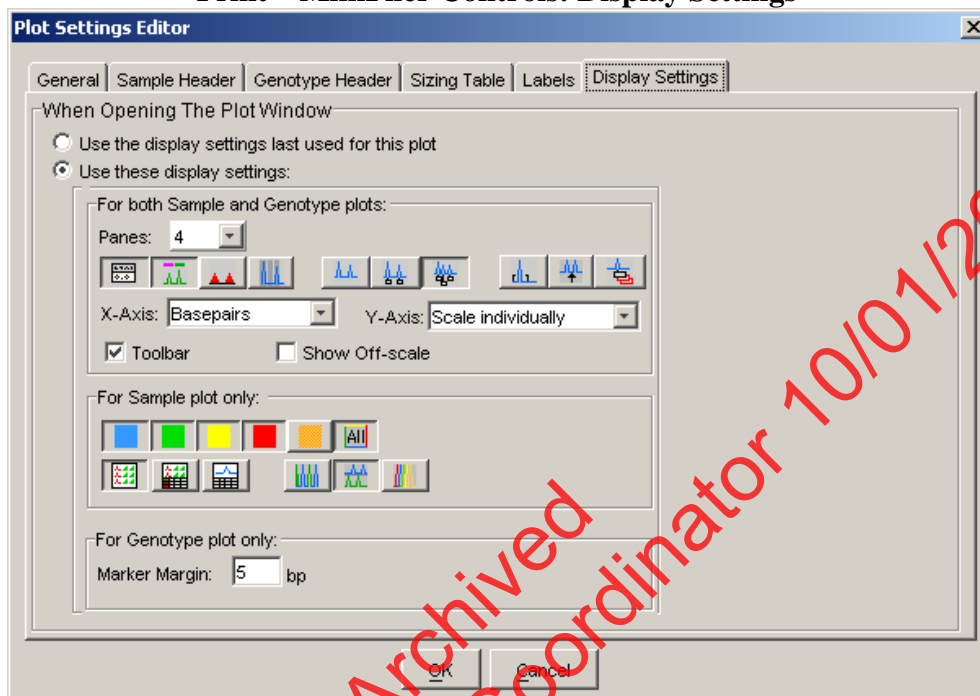 Plot Settings Editor
General Sample Header Genotype Header Sizing Table Labels Display Settings
When Opening The Plot Window
Use the display settings last used for this plot
Use these display settings:
For both Sample and Genotype plots:
Panes: 4
X-Axis: Basepairs Y-Axis: Scale individually
Toolbar Show Off-scale
For Sample plot only:
All
For Genotype plot only:
Marker Margin: 5 bp
OK Cancel
Archived
Coordinator 10/01/20